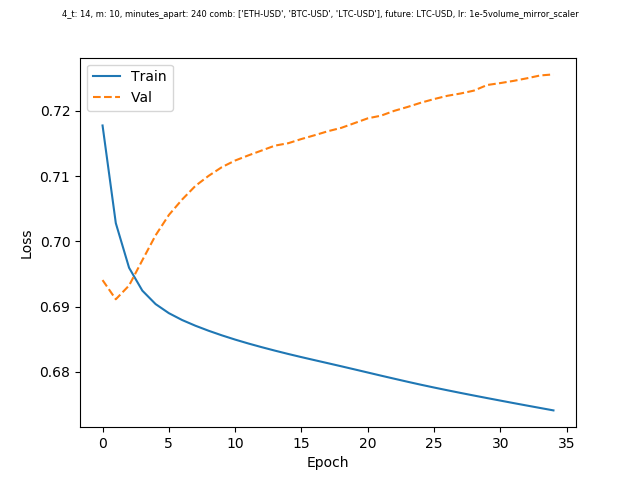 4_t: 14, m: 10, minutes_apart: 240 comb: ['ETH-USD', 'BTC-USD', 'LTC-USD'], future: LTC-USD, lr: 1e-5volume_mirror_scaler
Train
Val
0.72
0.71
0.70
0.69
0.68
Loss
0
5
10
15
20
25
30
35
Epoch